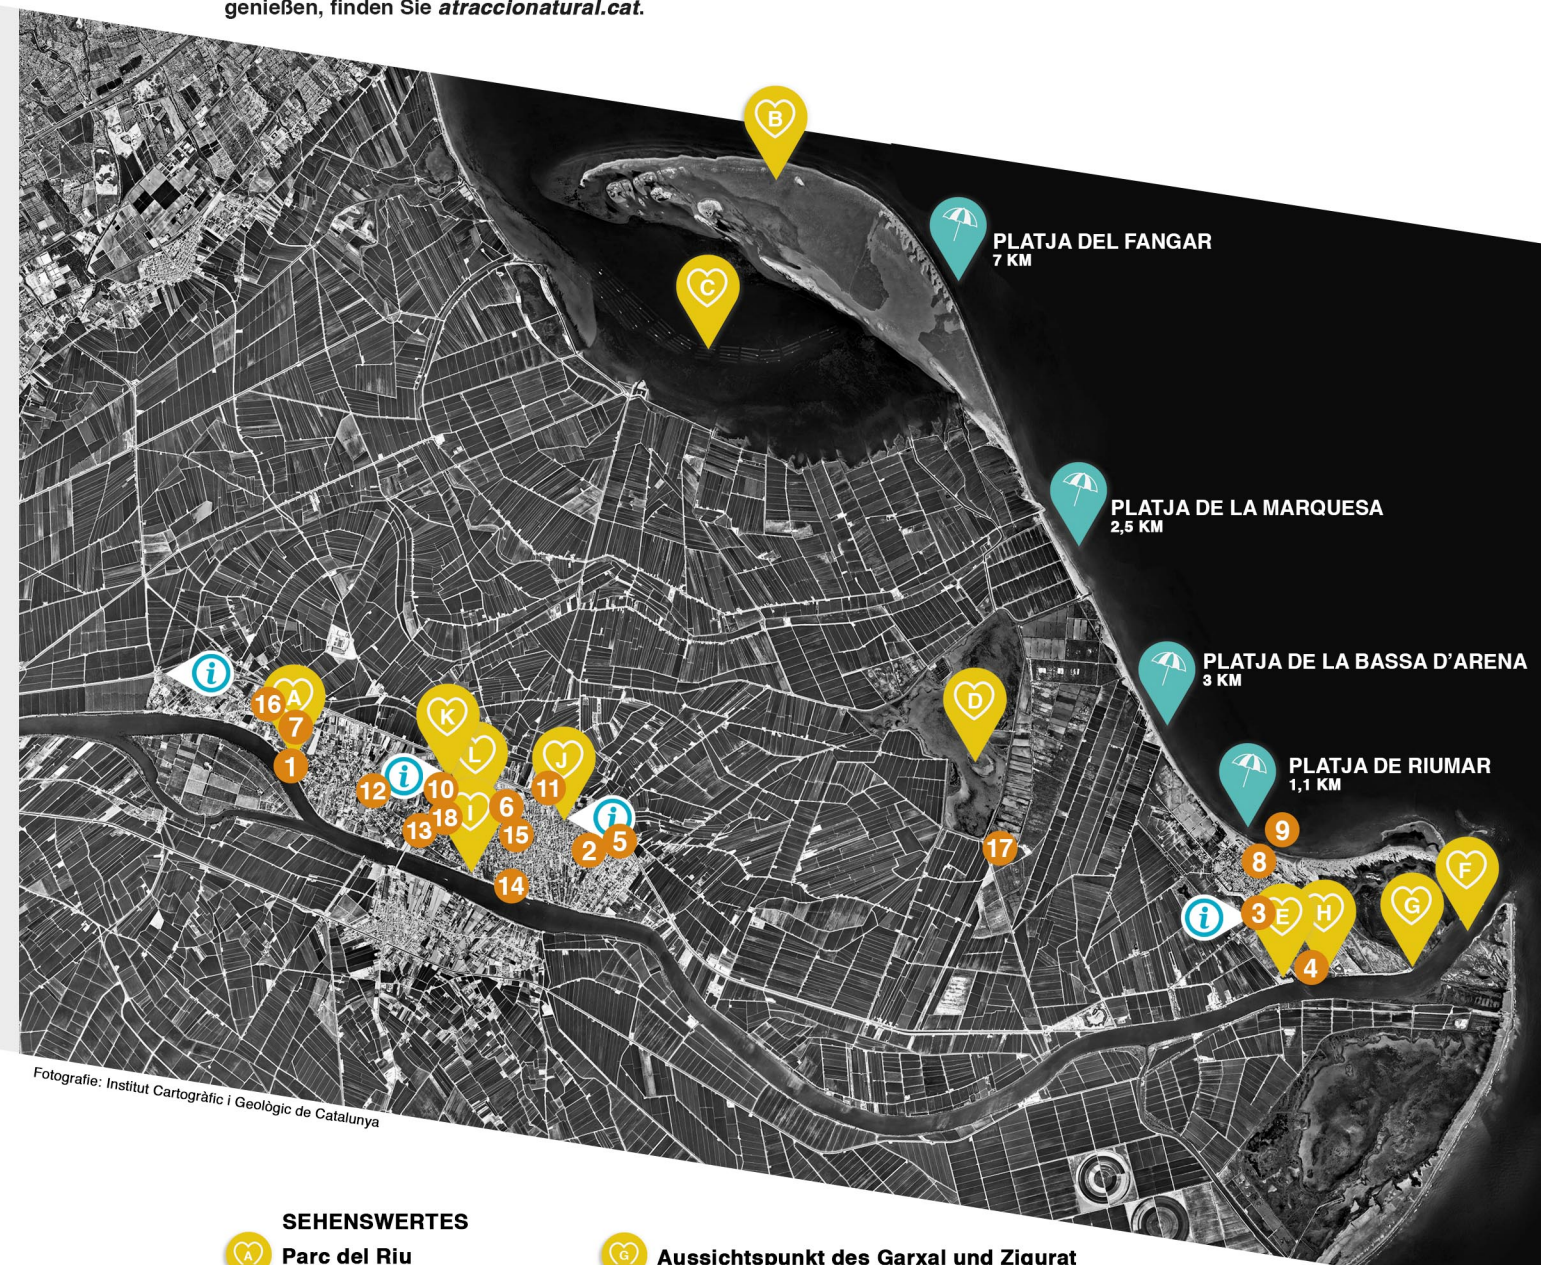 genießen, finden Sie atraccionatural.cat.
B
PLATJA DEL FANGAR
7 KM
C
PLATJA DE LA MARQUESA
2,5 KM
PLATJA DE LA BASSA D'ARENA
3 KM
i
A
16
7
1
K
L
J
D
PLATJA DE RIUMAR
1,1 KM
12
i
10
11
I
6
i
18
13
15
2
5
14
17
9
8
F
i
3
E
H
G
4
Fotografie: Institut Cartogràfic i Geològic de Catalunya
SEHENSWERTES
A
Parc del Riu
G
Aussichtspunkt des Garxal und Zigurat